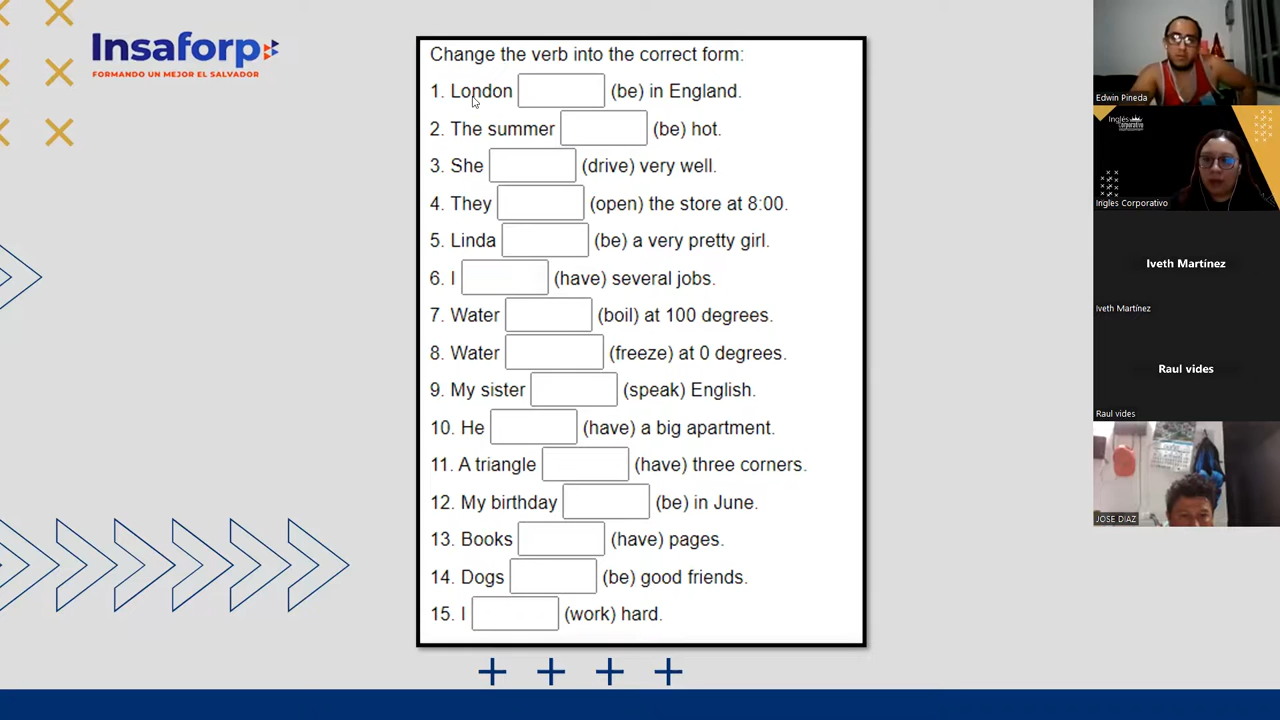 Insaforp
FORMANDO UN MEJOR EL SALVADOR
Change the verb into the correct form:
1. London (be) in England.
2. The summer (be) hot.
3. She (drive) very well.
4. They (open) the store at 8:00.
5. Linda (be) a very pretty girl.
6. I (have) several jobs.
7. Water (boil) at 100 degrees.
8. Water (freeze) at 0 degrees.
9. My sister (speak) English.
10. He (have) a big apartment.
11. A triangle (have) three corners.
12. My birthday (be) in June.
13. Books (have) pages.
14. Dogs (be) good friends.
15. I (work) hard.
Edwin Pineda
Inglés
Corporativo
Ingles Corporativo
Iveth Martínez
Iveth Martínez
Raul vides
Raul vides
JOSE DIAZ